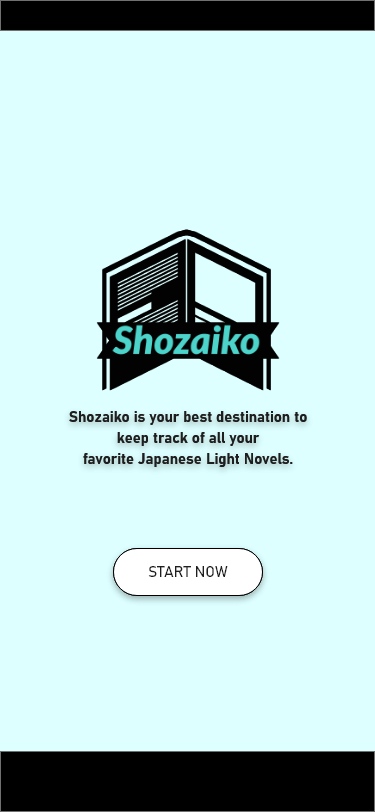 Shozaiko
Shozaiko is your best destination to
keep track of all your
favorite Japanese Light Novels.
START NOW